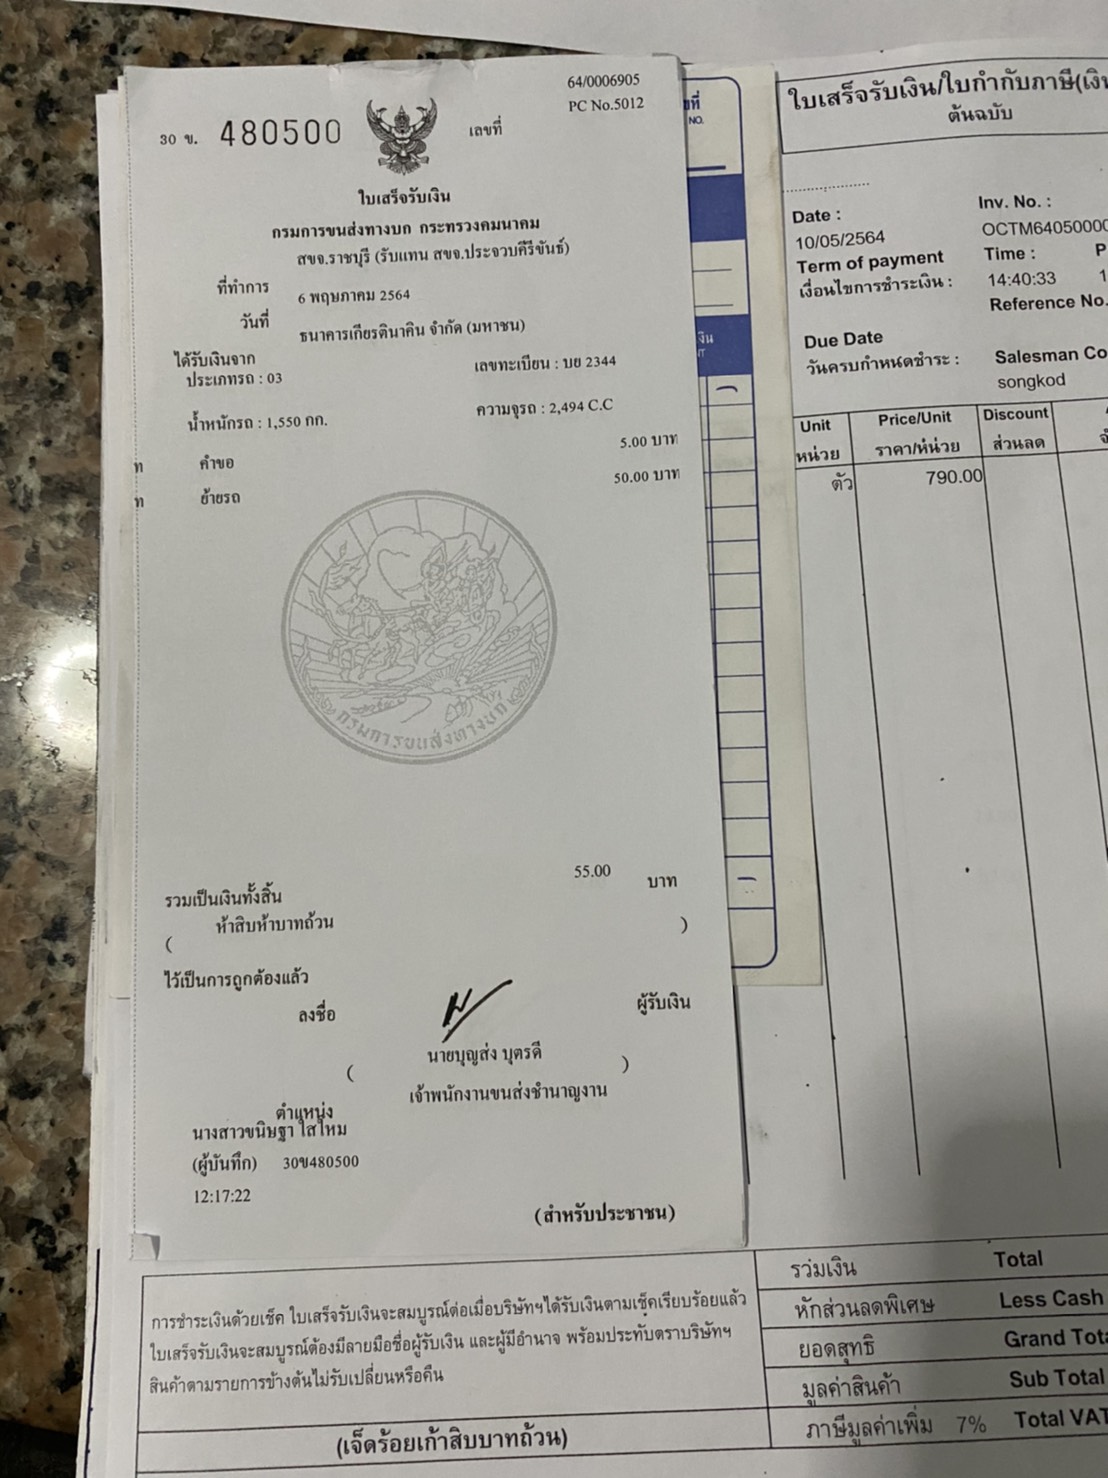 64/0006905
PC No.5012
30 ข. 480500 เลขที่
ใบเสร็จรับเงิน
กรมการขนส่งทางบก กระทรวงคมนาคม
สขจ.ราชบุรี (รับแทน สขจ.ประจวบคีรีขันธ์)
ที่ทำการ
6 พฤษภาคม 2564
วันที่
ธนาคารเกียรตินาคิน จำกัด (มหาชน)
ได้รับเงินจาก
ประเภทรถ : 03 เลขทะเบียน : บย 2344
น้ำหนักรถ : 1,550 กก. ความจุรถ : 2,494 C.C
ท คำขอ 5.00 บาท
ท ย้ายรถ 50.00 บาท
กรมการขนส่งทางบก
รวมเป็นเงินทั้งสิ้น 55.00 บาท
( ห้าสิบห้าบาทถ้วน )
ไว้เป็นการถูกต้องแล้ว
ลงชื่อ ผู้รับเงิน
( นายบุญส่ง บุตรดี )
ตำแหน่ง เจ้าพนักงานขนส่งชำนาญงาน
นางสาวขนิษฐา ใสไหม
(ผู้บันทึก) 30ข480500
12:17:22
(สำหรับประชาชน)
ที่
NO.
งิน
ใบเสร็จรับเงิน/ใบกำกับภาษี(เงิน
ต้นฉบับ
Date : Inv. No. :
10/05/2564 OCTM64050000
Term of payment Time : P
เงื่อนไขการชำระเงิน : 14:40:33 1
Reference No.
Due Date
วันครบกำหนดชำระ : Salesman Co
songkod
Unit Price/Unit Discount
หน่วย ราคา/หน่วย ส่วนลด จำ
ตัว 790.00
การชำระเงินด้วยเช็ค ใบเสร็จรับเงินจะสมบูรณ์ต่อเมื่อบริษัทฯได้รับเงินตามเช็คเรียบร้อยแล้ว
ใบเสร็จรับเงินจะสมบูรณ์ต้องมีลายมือชื่อผู้รับเงิน และผู้มีอำนาจ พร้อมประทับตราบริษัทฯ
สินค้าตามรายการข้างต้นไม่รับเปลี่ยนหรือคืน
(เจ็ดร้อยเก้าสิบบาทถ้วน)
รวมเงิน Total
หักส่วนลดพิเศษ Less Cash
ยอดสุทธิ Grand Tota
มูลค่าสินค้า Sub Total
ภาษีมูลค่าเพิ่ม 7% Total VAT